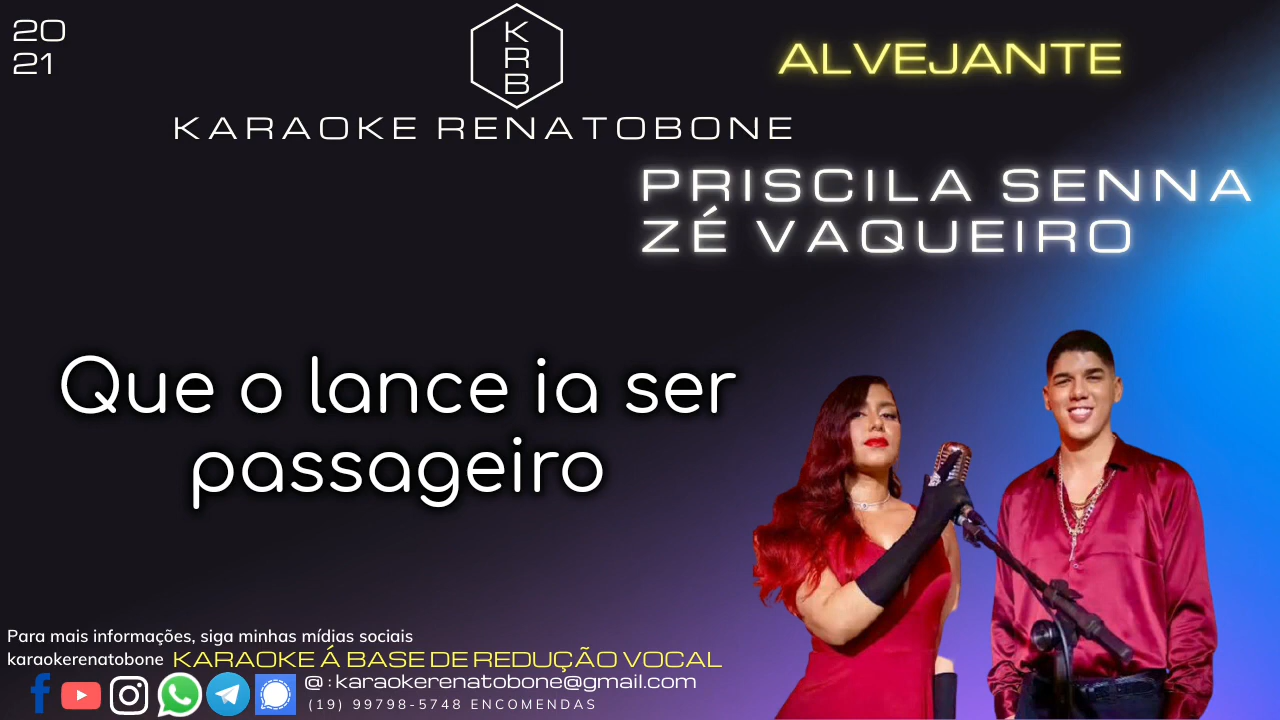 20
21
K
R
B
KARAOKE RENATOBONE
ALVEJANTE
PRISCILA SENNA
ZÉ VAQUEIRO
Que o lance ia ser
passageiro
Para mais informações, siga minhas mídias sociais
karaokerenatobone KARAOKE Á BASE DE REDUÇÃO VOCAL
@ : karaokerenatobone@gmail.com
(19) 99798-5748 ENCOMENDAS